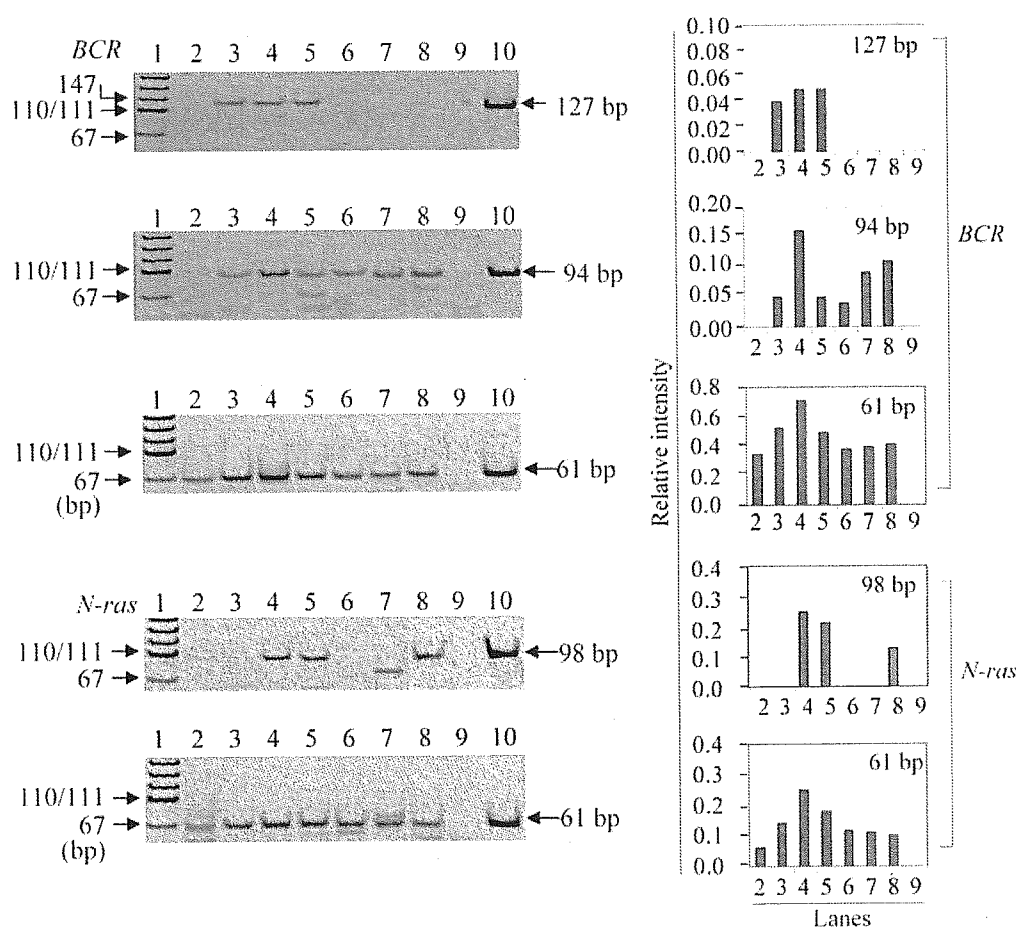 BCR 1 2 3 4 5 6 7 8 9 10
147
110/111
67
127 bp
1 2 3 4 5 6 7 8 9 10
110/111
67
94 bp
1 2 3 4 5 6 7 8 9 10
110/111
67
(bp)
61 bp
N-ras 1 2 3 4 5 6 7 8 9 10
110/111
67
98 bp
1 2 3 4 5 6 7 8 9 10
110/111
67
(bp)
61 bp
Relative intensity
0.10
0.08
0.06
0.04
0.02
0.00
127 bp
2 3 4 5 6 7 8 9
0.20
0.15
0.10
0.05
0.00
94 bp
2 3 4 5 6 7 8 9
BCR
0.8
0.6
0.4
0.2
0.0
61 bp
2 3 4 5 6 7 8 9
0.4
0.3
0.2
0.1
0.0
98 bp
2 3 4 5 6 7 8 9
N-ras
0.4
0.3
0.2
0.1
0.0
61 bp
2 3 4 5 6 7 8 9
Lanes